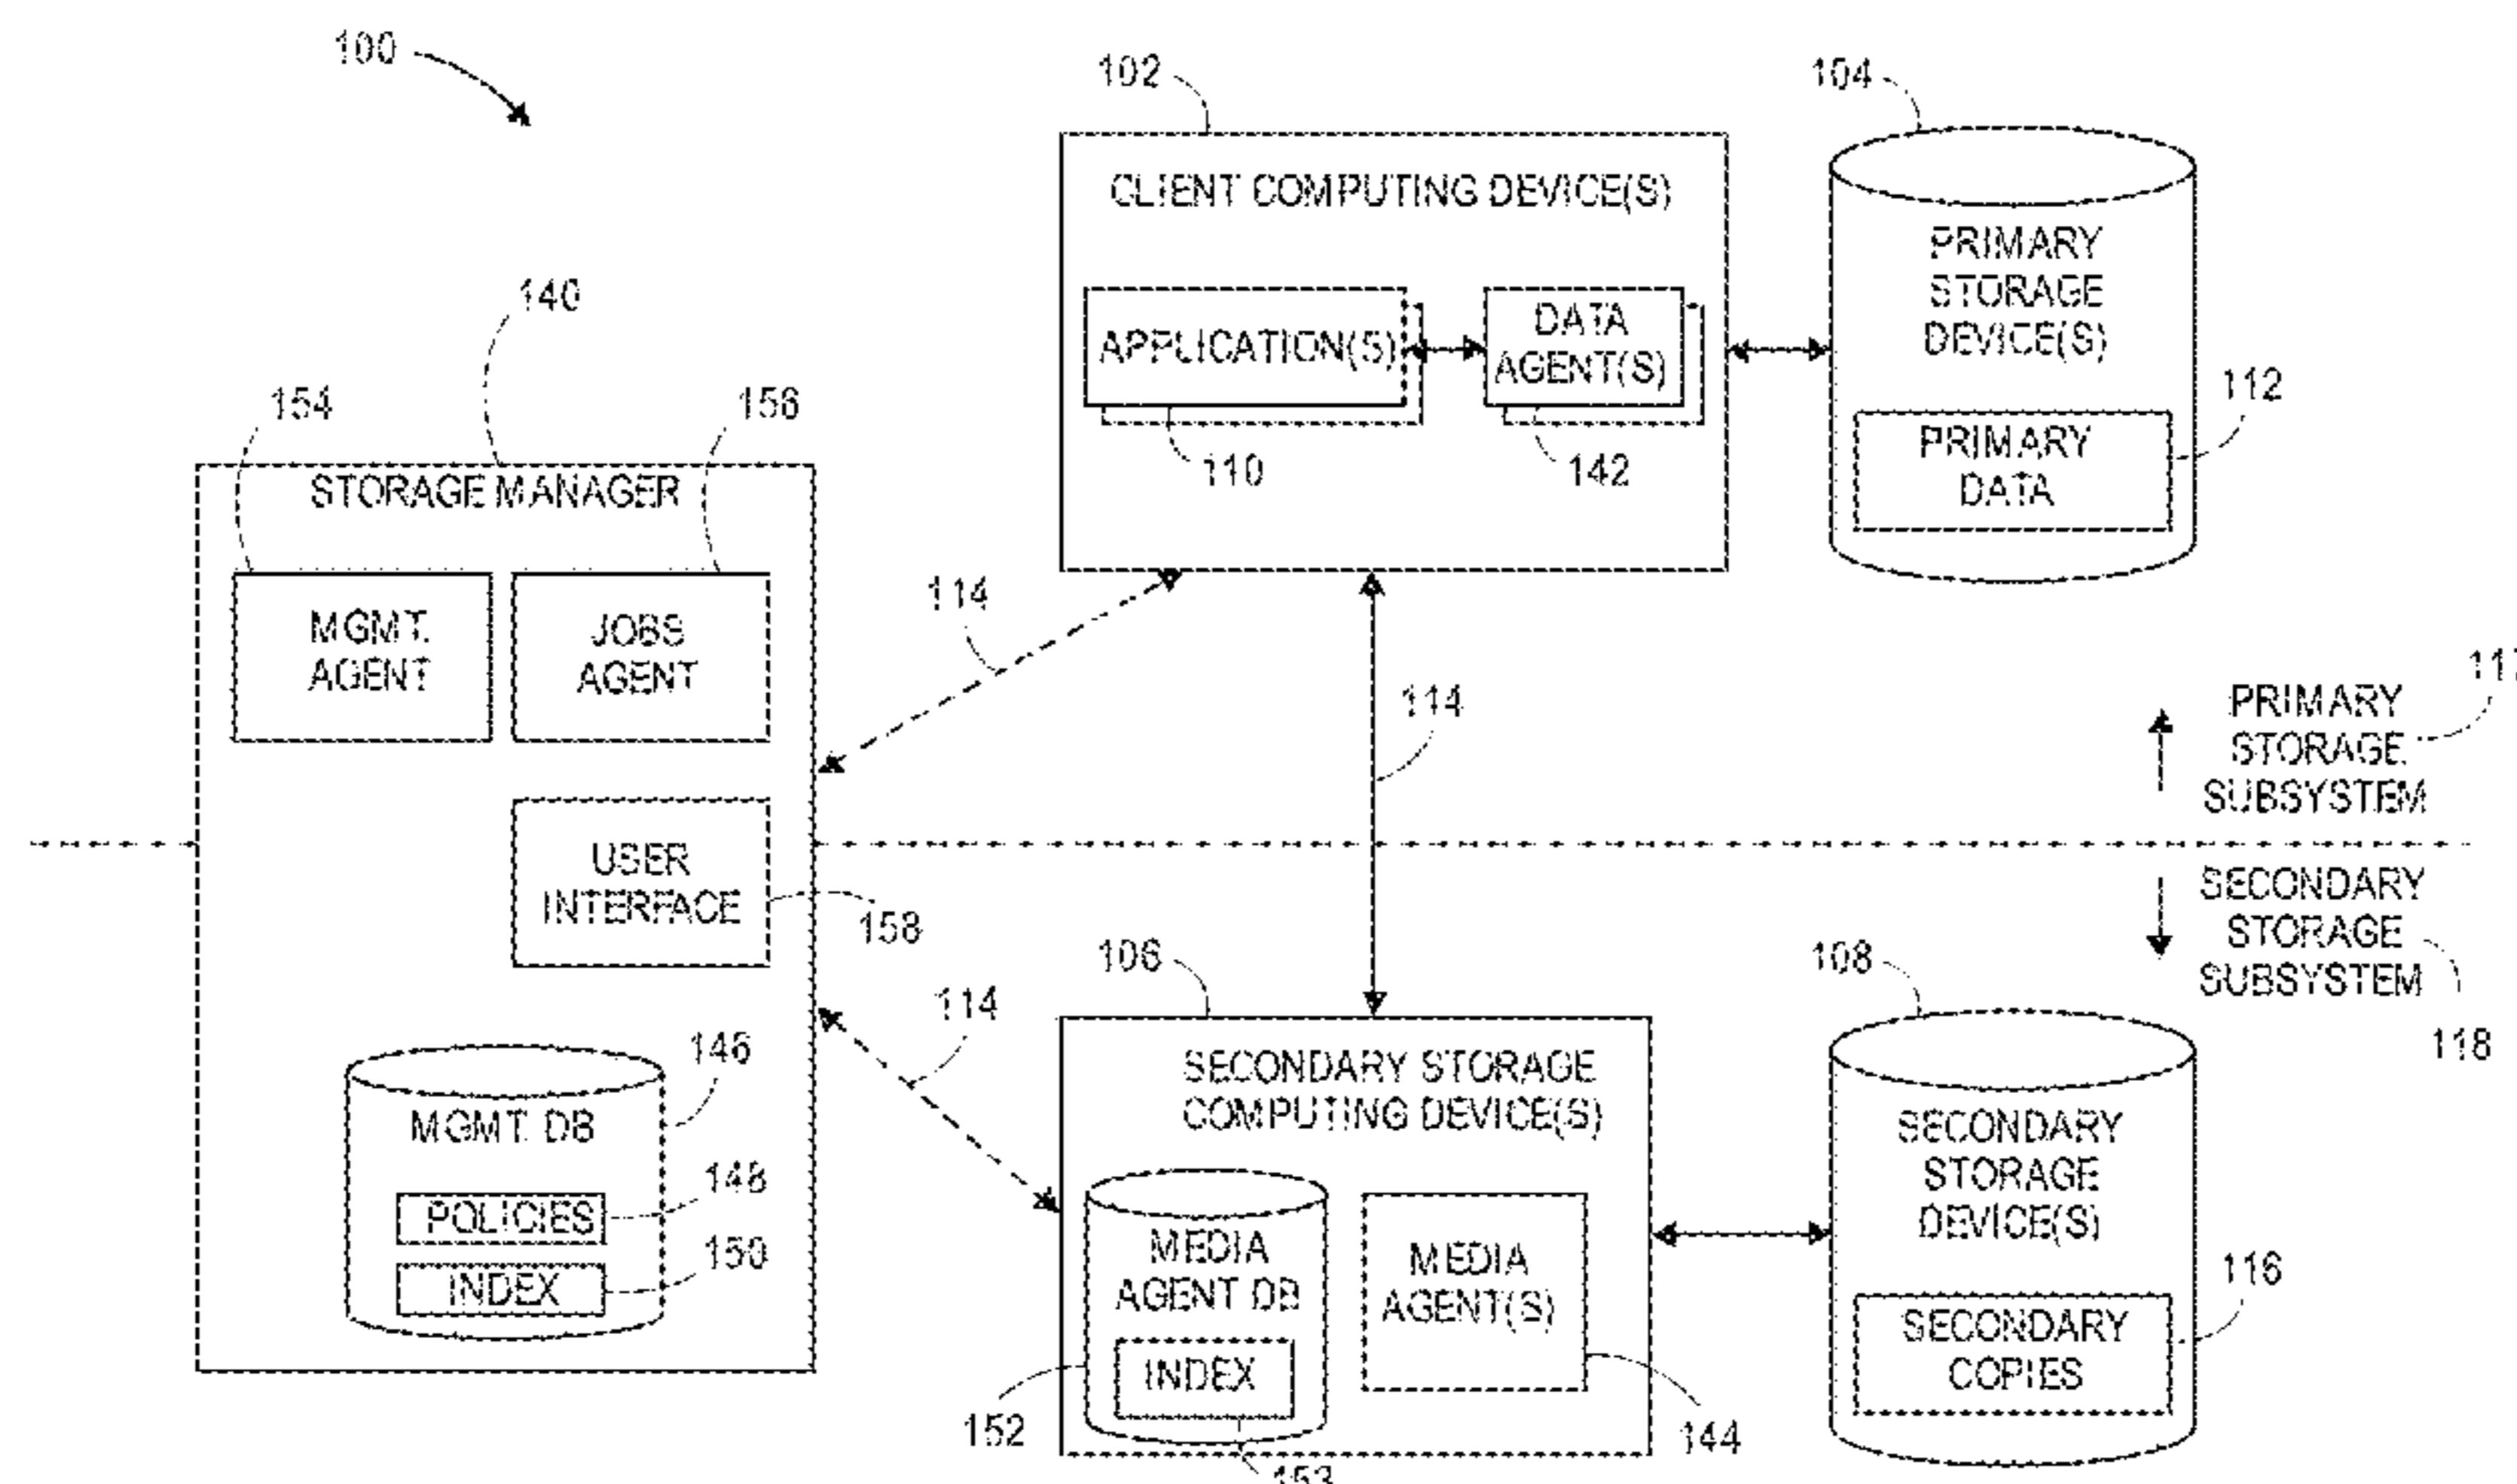 100
102
104
CLIENT COMPUTING DEVICE(S)
APPLICATION(S)
DATA
AGENT(S)
110
142
PRIMARY
STORAGE
DEVICE(S)
112
PRIMARY
DATA
140
154
156
STORAGE MANAGER
MGMT.
AGENT
JOBS
AGENT
USER
INTERFACE
158
146
MGMT. DB
148
POLICIES
150
INDEX
114
114
114
PRIMARY
STORAGE
SUBSYSTEM
117
SECONDARY
STORAGE
SUBSYSTEM
118
106
SECONDARY STORAGE
COMPUTING DEVICE(S)
MEDIA
AGENT DB
INDEX
MEDIA
AGENT(S)
152
153
144
108
SECONDARY
STORAGE
DEVICE(S)
116
SECONDARY
COPIES